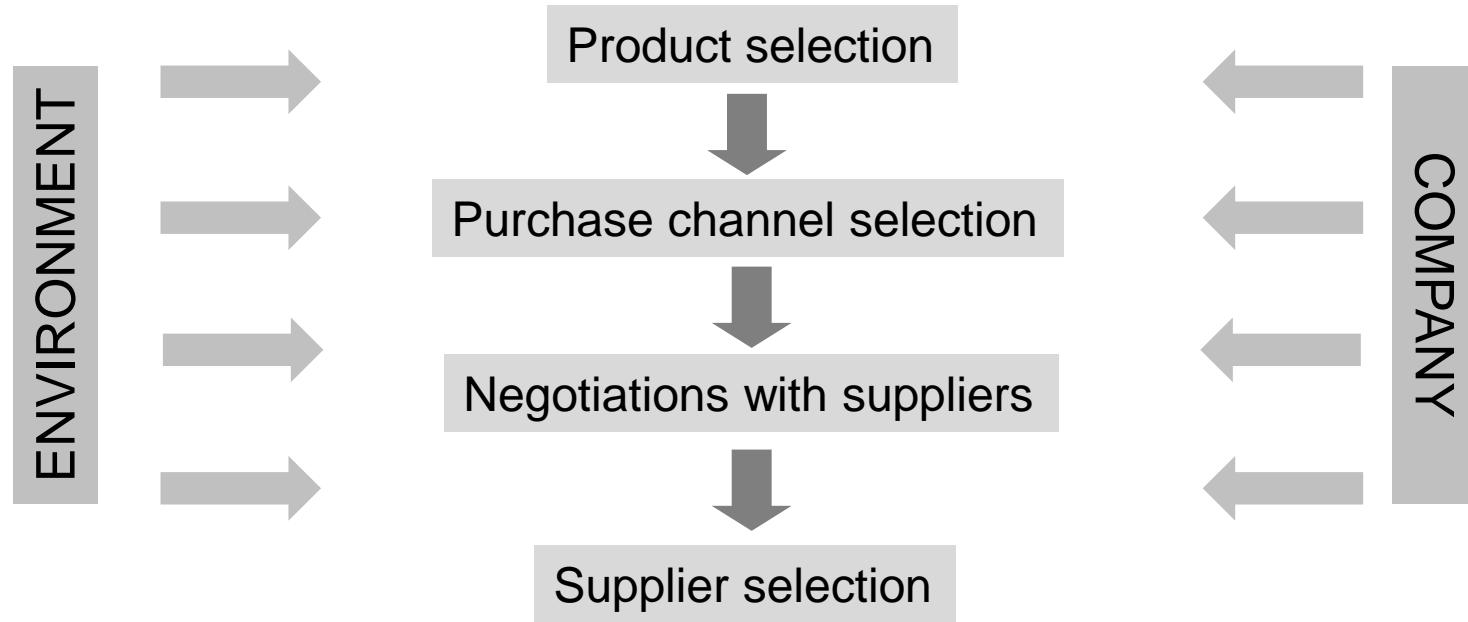 Product selection
ENVIRONMENT
COMPANY
Purchase channel selection
Negotiations with suppliers
Supplier selection